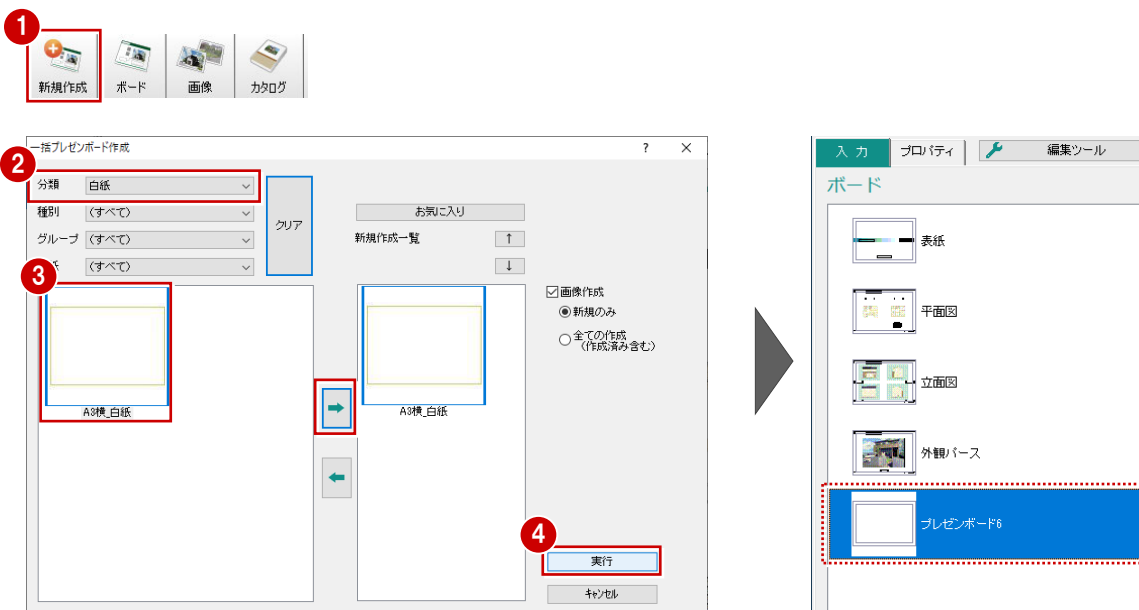 1
新規作成
ボード
画像
カタログ
一括プレゼンボード作成
? ×
2
分類 白紙
種別 (すべて)
グループ (すべて)
(すべて)
クリア
お気に入り
新規作成一覧
↑
↓
3
A3横_白紙
A3横_白紙
画像作成
新規のみ
全ての作成
(作成済み含む)
4
実行
キャンセル
入力
プロパティ
編集ツール
ボード
表紙
平面図
立面図
外観パース
プレゼンボード6